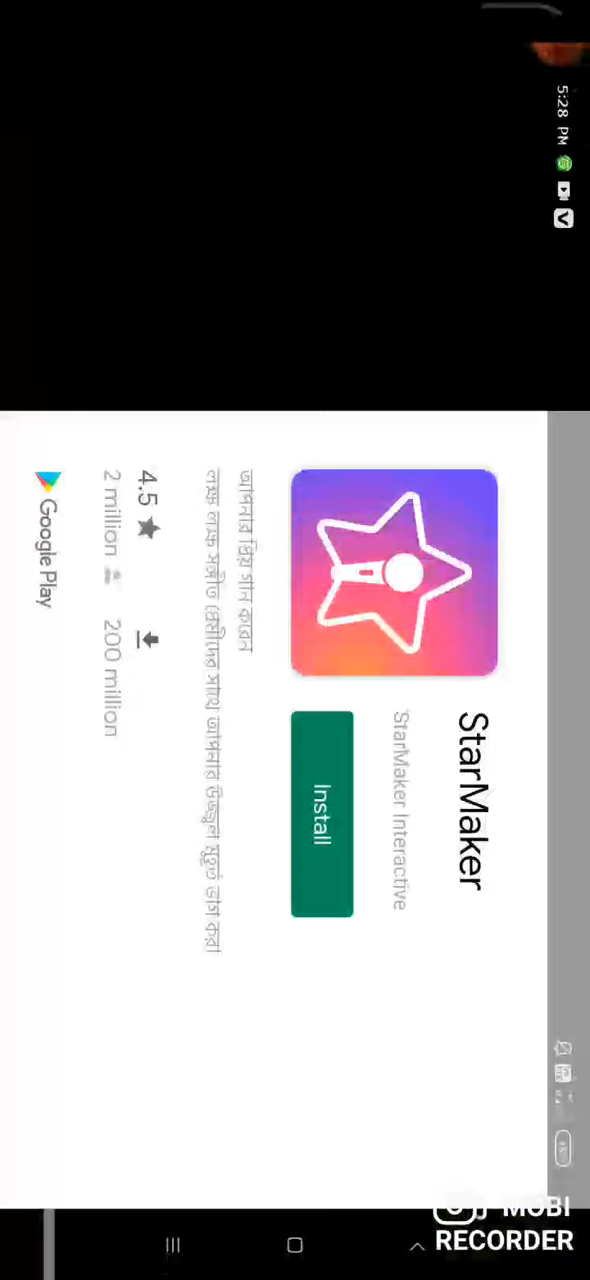 5:28 PM
StarMaker
StarMaker Interactive
Install
আপনার প্রিয় গান করেন
লক্ষ লক্ষ সঙ্গীত প্রেমীদের সাথে আপনার উজ্জ্বল মুহূর্ত ভাগ করা
4.5 ★
2 million 200 million
Google Play
MOBI
RECORDER